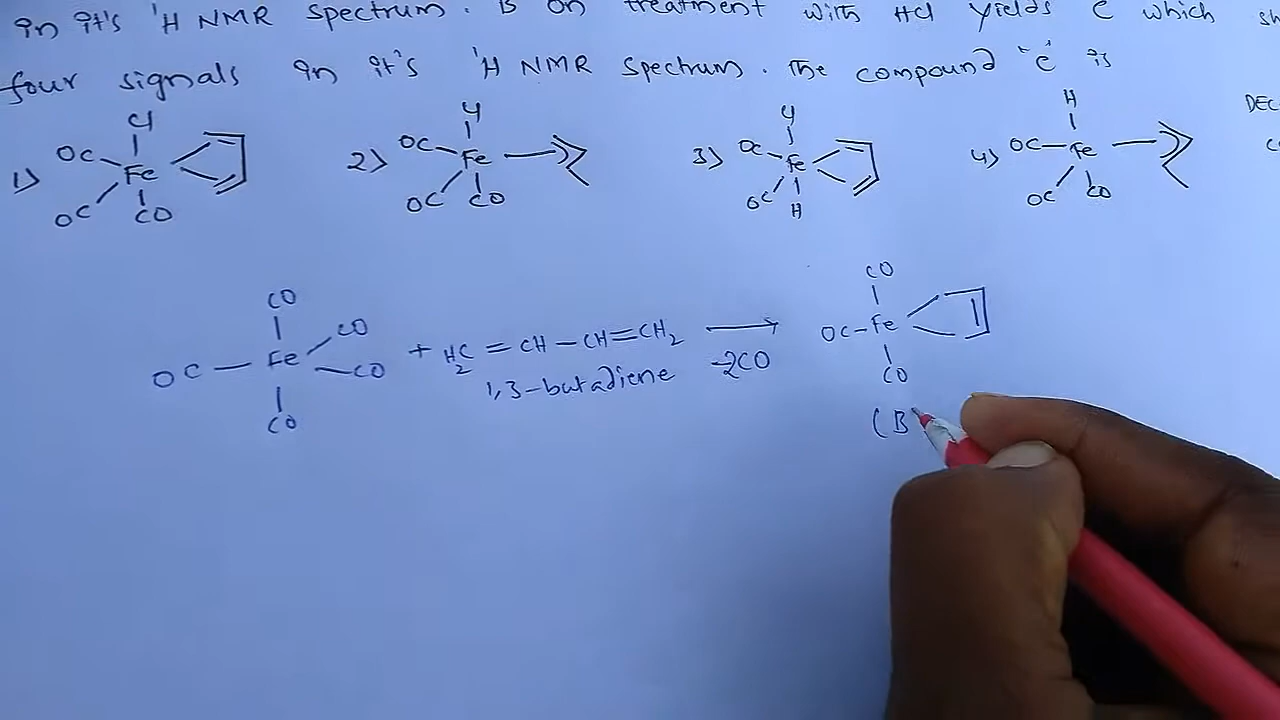 in it's ¹H NMR spectrum. B on treatment with HCl yields C which sh
four signals in it's ¹H NMR spectrum. The compound 'C' is
DEC
1) Cl OC Fe OC CO
2) Cl OC Fe OC CO
3) Cl OC Fe OC H
4) H OC Fe OC CO
CO CO OC Fe CO CO
+ H₂C = CH – CH = CH₂
1,3-butadiene
-2CO
CO OC-Fe CO
(B